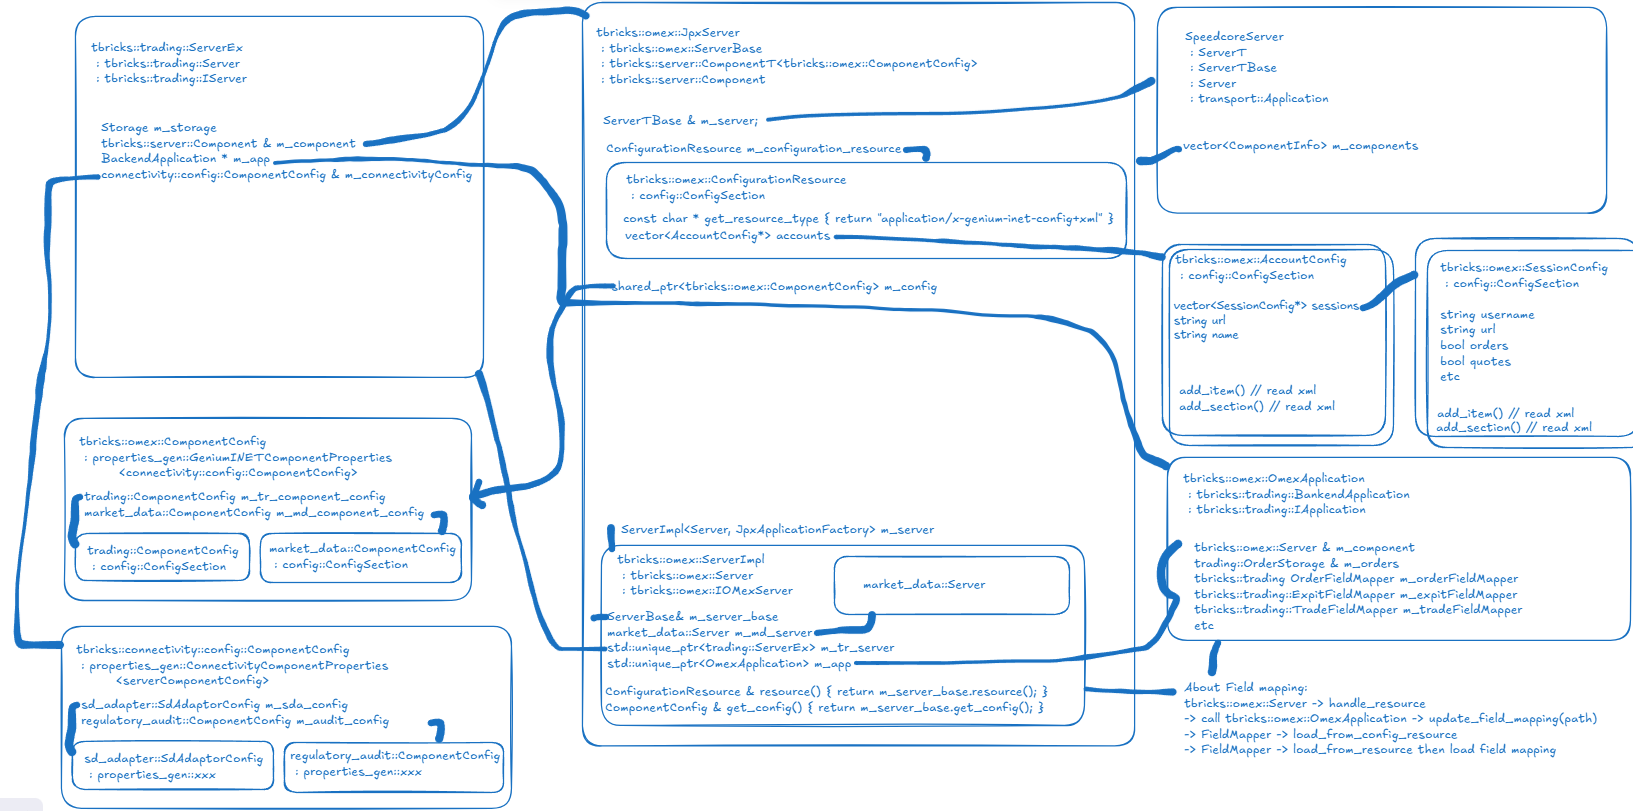 tbricks::trading::ServerEx
: tbricks::trading::Server
: tbricks::trading::IServer
Storage m_storage
tbricks::server::Component & m_component
BackendApplication * m_app
connectivity::config::ComponentConfig & m_connectivityConfig
tbricks::omex::ComponentConfig
: properties_gen::GeniumINETComponentProperties
<connectivity::config::ComponentConfig>
trading::ComponentConfig m_tr_component_config
market_data::ComponentConfig m_md_component_config
trading::ComponentConfig
: config::ConfigSection
market_data::ComponentConfig
: config::ConfigSection
tbricks::connectivity::config::ComponentConfig
: properties_gen::ConnectivityComponentProperties
<serverComponentConfig>
sd_adapter::SdAdaptorConfig m_sda_config
regulatory_audit::ComponentConfig m_audit_config
sd_adapter::SdAdaptorConfig
: properties_gen::xxx
regulatory_audit::ComponentConfig
: properties_gen::xxx
tbricks::omex::JpxServer
: tbricks::omex::ServerBase
: tbricks::server::ComponentT<tbricks::omex::ComponentConfig>
: tbricks::server::Component
ServerTBase & m_server;
ConfigurationResource m_configuration_resource
tbricks::omex::ConfigurationResource
: config::ConfigSection
const char * get_resource_type { return "application/x-genium-inet-config+xml" }
vector<AccountConfig*> accounts
shared_ptr<tbricks::omex::ComponentConfig> m_config
ServerImpl<Server, JpxApplicationFactory> m_server
tbricks::omex::ServerImpl
: tbricks::omex::Server
: tbricks::omex::IOMexServer
market_data::Server
ServerBase& m_server_base
market_data::Server m_md_server
std::unique_ptr<trading::ServerEx> m_tr_server
std::unique_ptr<OmexApplication> m_app
ConfigurationResource & resource() { return m_server_base.resource(); }
ComponentConfig & get_config() { return m_server_base.get_config(); }
SpeedcoreServer
: ServerT
: ServerTBase
: Server
: transport::Application
vector<ComponentInfo> m_components
tbricks::omex::AccountConfig
: config::ConfigSection
vector<SessionConfig*> sessions
string url
string name
add_item() // read xml
add_section() // read xml
tbricks::omex::SessionConfig
: config::ConfigSection
string username
string url
bool orders
bool quotes
etc
add_item() // read xml
add_section() // read xml
tbricks::omex::OmexApplication
: tbricks::trading::BankendApplication
: tbricks::trading::IApplication
tbricks::omex::Server & m_component
trading::OrderStorage & m_orders
tbricks::trading OrderFieldMapper m_orderFieldMapper
tbricks::trading::ExpitFieldMapper m_expitFieldMapper
tbricks::trading::TradeFieldMapper m_tradeFieldMapper
etc
About Field mapping:
tbricks::omex::Server -> handle_resource
-> call tbricks::omex::OmexApplication -> update_field_mapping(path)
-> FieldMapper -> load_from_config_resource
-> FieldMapper -> load_from_resource then load field mapping